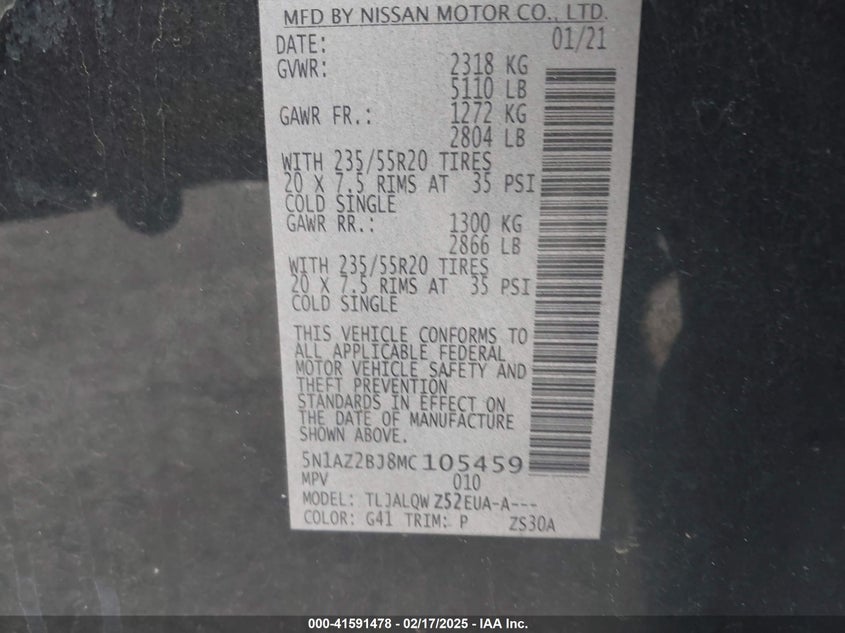 MFD BY NISSAN MOTOR CO., LTD.
DATE: 01/21
GVWR: 2318 KG
5110 LB
GAWR FR.: 1272 KG
2804 LB
WITH 235/55R20 TIRES
20 X 7.5 RIMS AT 35 PSI
COLD SINGLE
GAWR RR.: 1300 KG
2866 LB
WITH 235/55R20 TIRES
20 X 7.5 RIMS AT 35 PSI
COLD SINGLE
THIS VEHICLE CONFORMS TO
ALL APPLICABLE FEDERAL
MOTOR VEHICLE SAFETY AND
THEFT PREVENTION
STANDARDS IN EFFECT ON
THE DATE OF MANUFACTURE
SHOWN ABOVE.
5N1AZ2BJ8MC105459
MPV 010
MODEL: TLJALQW Z52EUA-A---
COLOR: G41 TRIM: P ZS30A
000-41591478 - 02/17/2025 - IAA Inc.